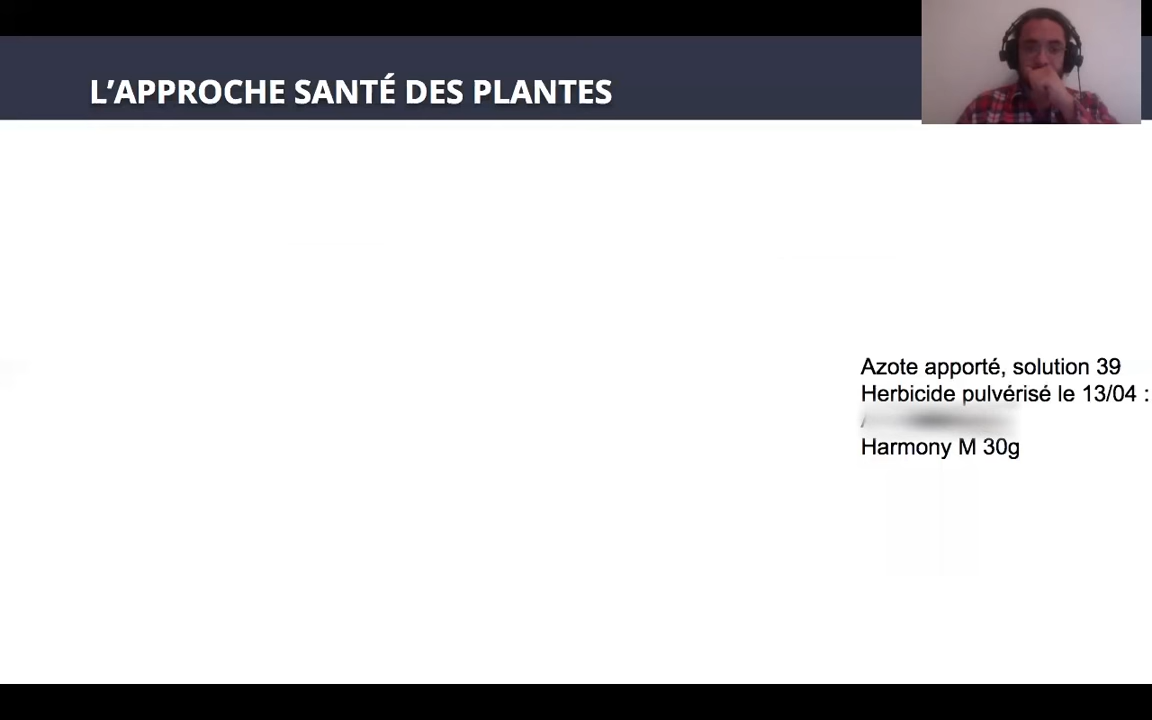 L'APPROCHE SANTÉ DES PLANTES
Azote apporté, solution 39
Herbicide pulvérisé le 13/04 :
Harmony M 30g